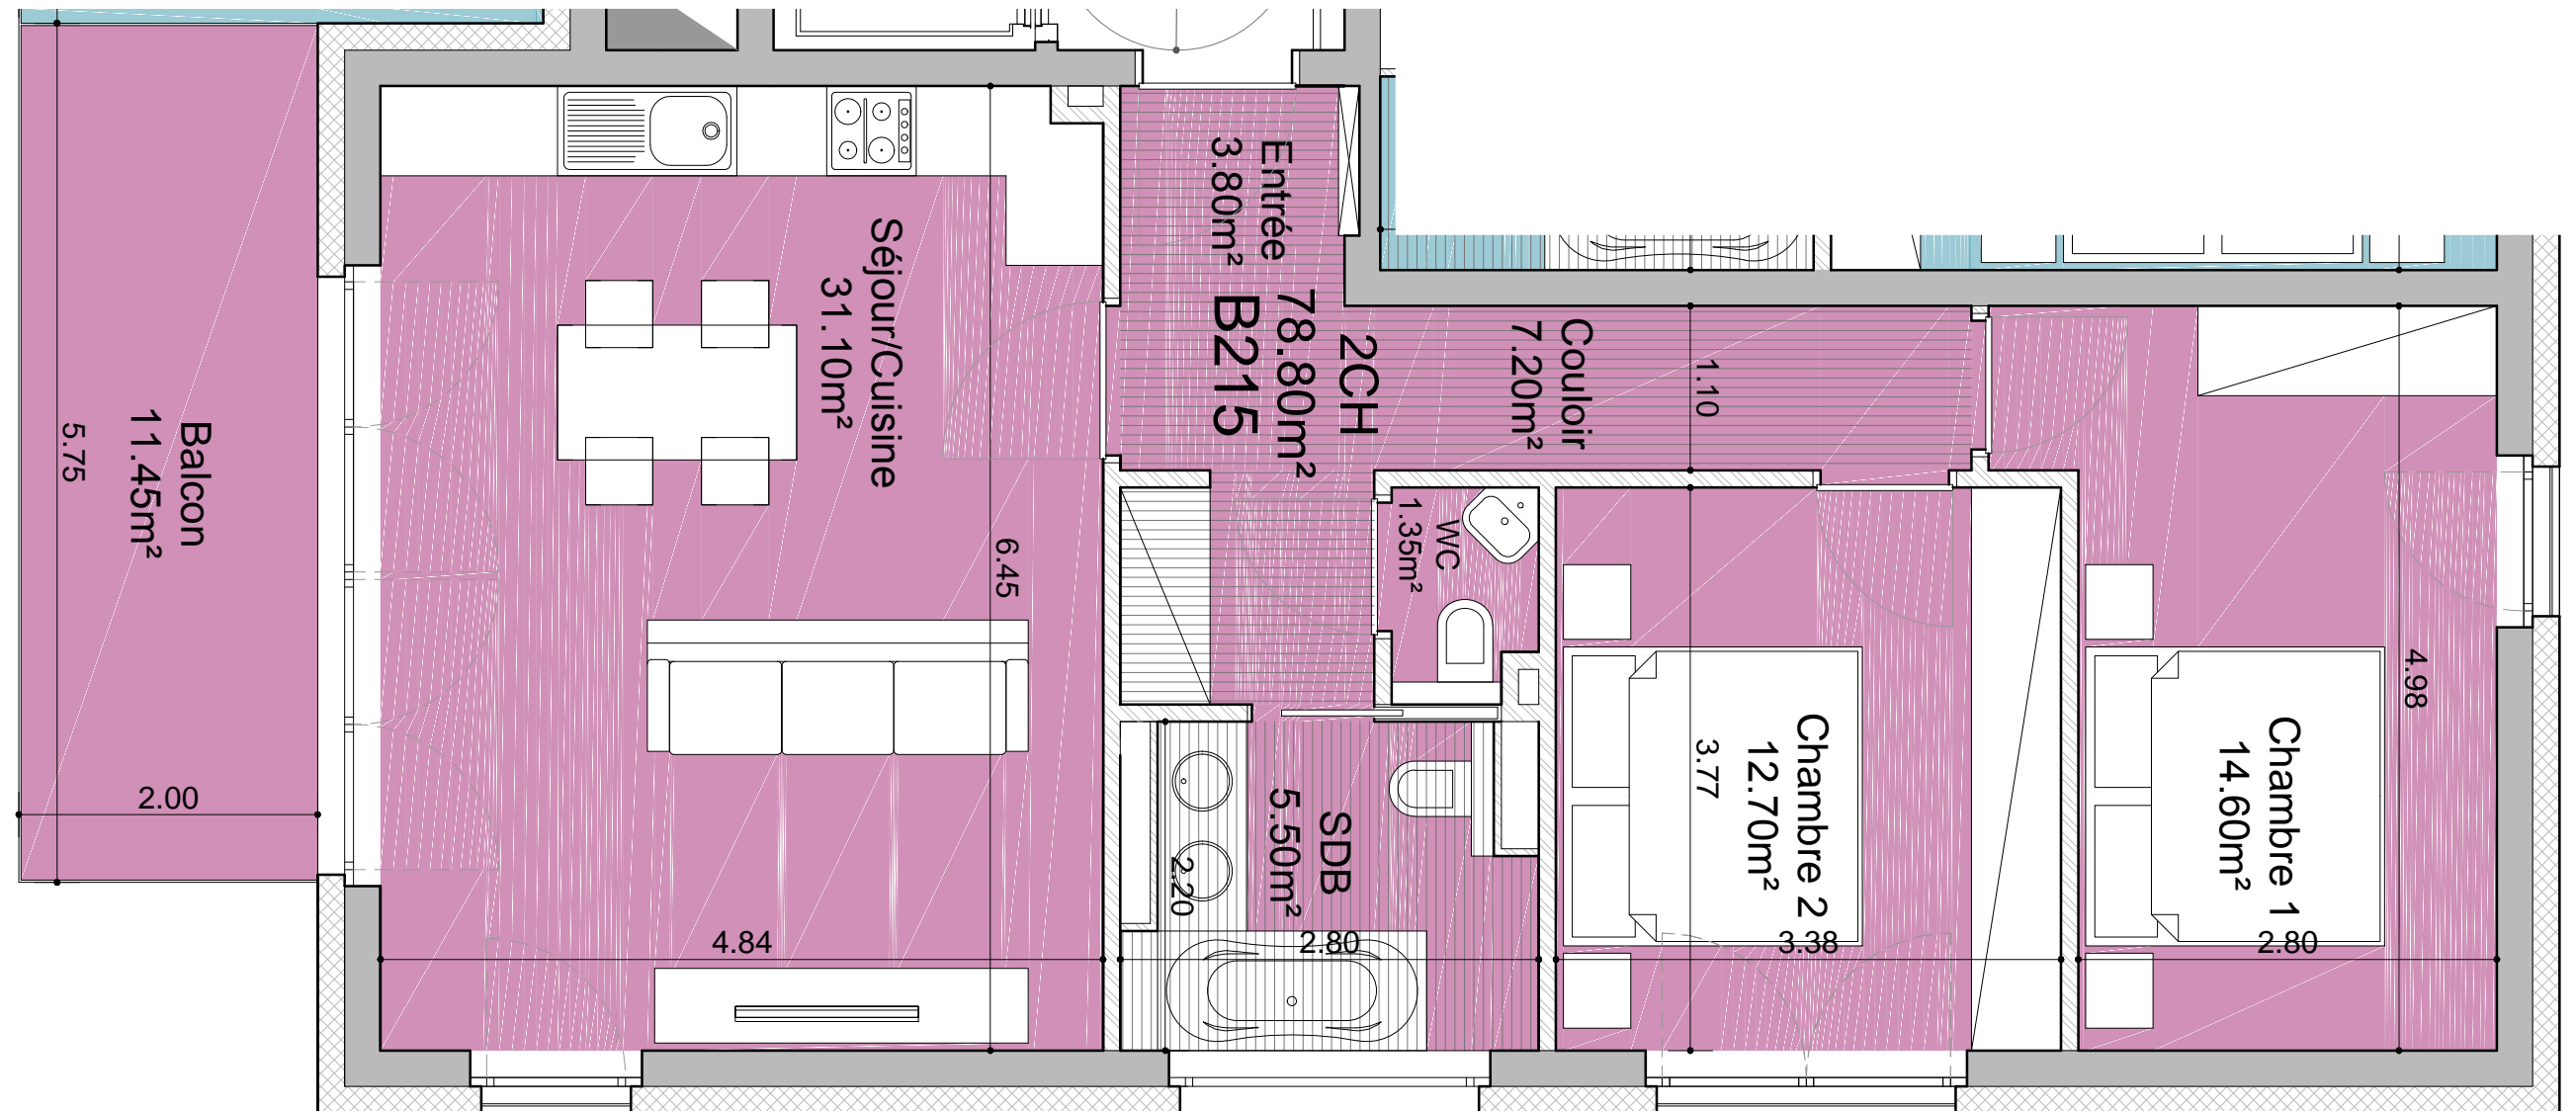 Balcon
11.45m²
5.75
2.00
Séjour/Cuisine
31.10m²
6.45
4.84
Entrée
3.80m²
2CH
78.80m²
B215
Couloir
7.20m²
1.10
WC
1.35m²
SDB
5.50m²
2.20
2.80
Chambre 2
12.70m²
3.77
3.38
Chambre 1
14.60m²
4.98
2.80